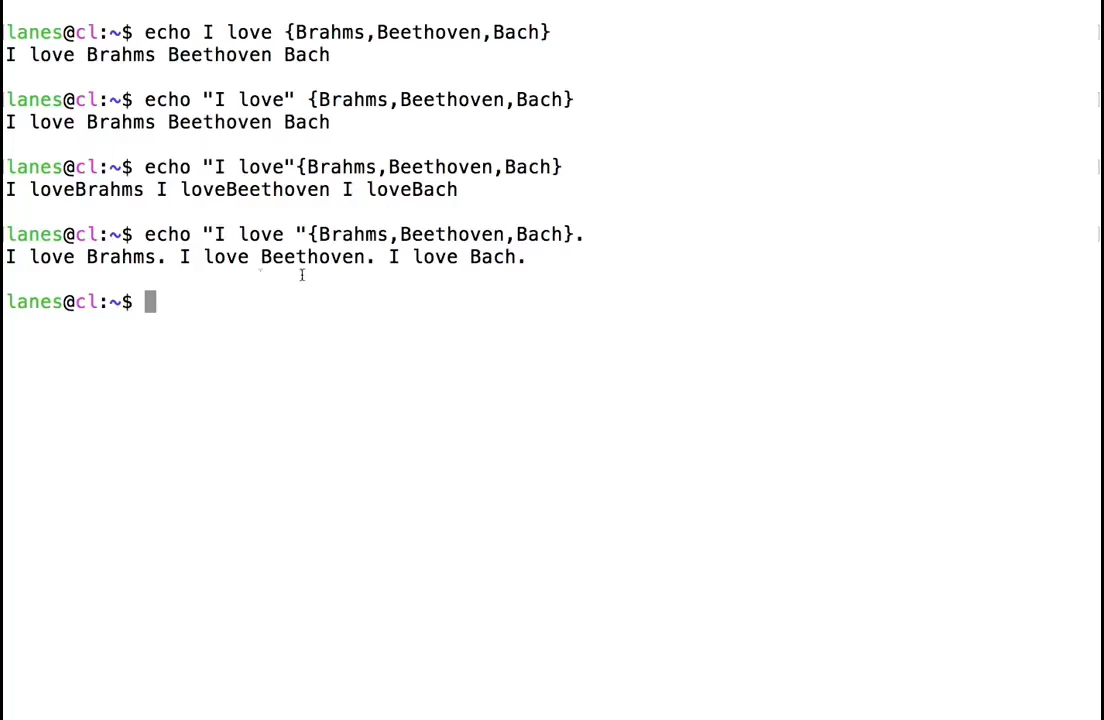 lanes@cl:~$ echo I love {Brahms,Beethoven,Bach}
I love Brahms Beethoven Bach
lanes@cl:~$ echo "I love" {Brahms,Beethoven,Bach}
I love Brahms Beethoven Bach
lanes@cl:~$ echo "I love"{Brahms,Beethoven,Bach}
I loveBrahms I loveBeethoven I loveBach
lanes@cl:~$ echo "I love "{Brahms,Beethoven,Bach}.
I love Brahms. I love Beethoven. I love Bach.
lanes@cl:~$